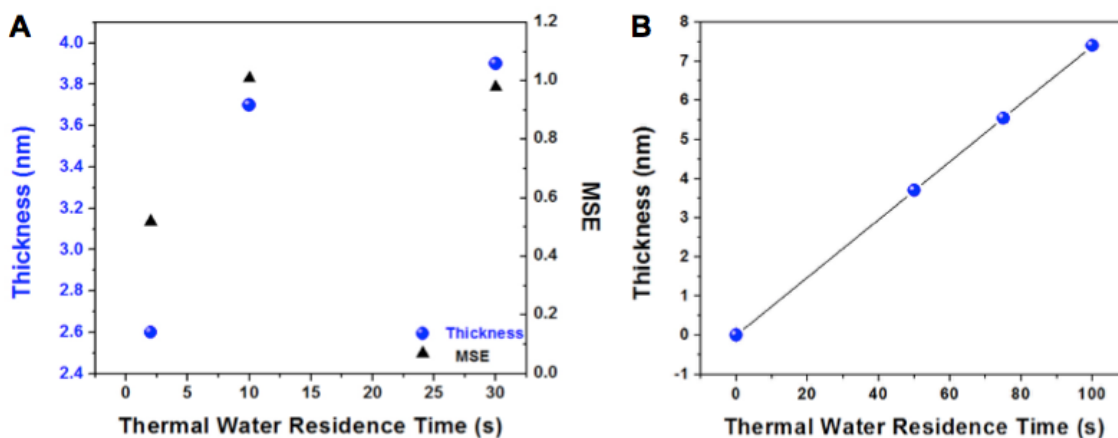 A
Thickness (nm)
4.0
3.8
3.6
3.4
3.2
3.0
2.8
2.6
2.4
1.2
1.0
0.8
0.6
0.4
0.2
0.0
MSE
Thickness
MSE
0 5 10 15 20 25 30
Thermal Water Residence Time (s)
B
Thickness (nm)
8
7
6
5
4
3
2
1
0
-1
0 20 40 60 80 100
Thermal Water Residence Time (s)